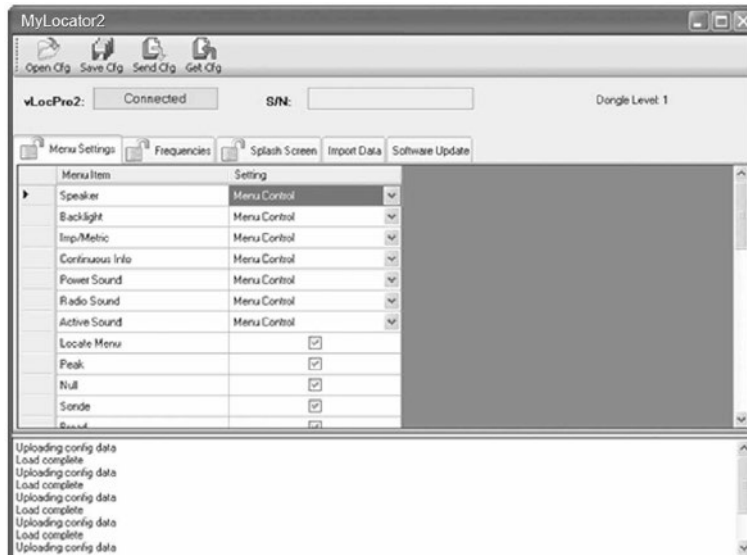 MyLocator2
Open Cfg Save Cfg Send Cfg Get Cfg
vLocPro2: Connected S/N: Dongle Level: 1
Menu Settings Frequencies Splash Screen Import Data Software Update
Menu Item Setting
Speaker Menu Control
Backlight Menu Control
Imp/Metric Menu Control
Continuous Info Menu Control
Power Sound Menu Control
Radio Sound Menu Control
Active Sound Menu Control
Locate Menu
Peak
Null
Sonde
Uploading config data
Load complete
Uploading config data
Load complete
Uploading config data
Load complete
Uploading config data
Load complete
Uploading config data